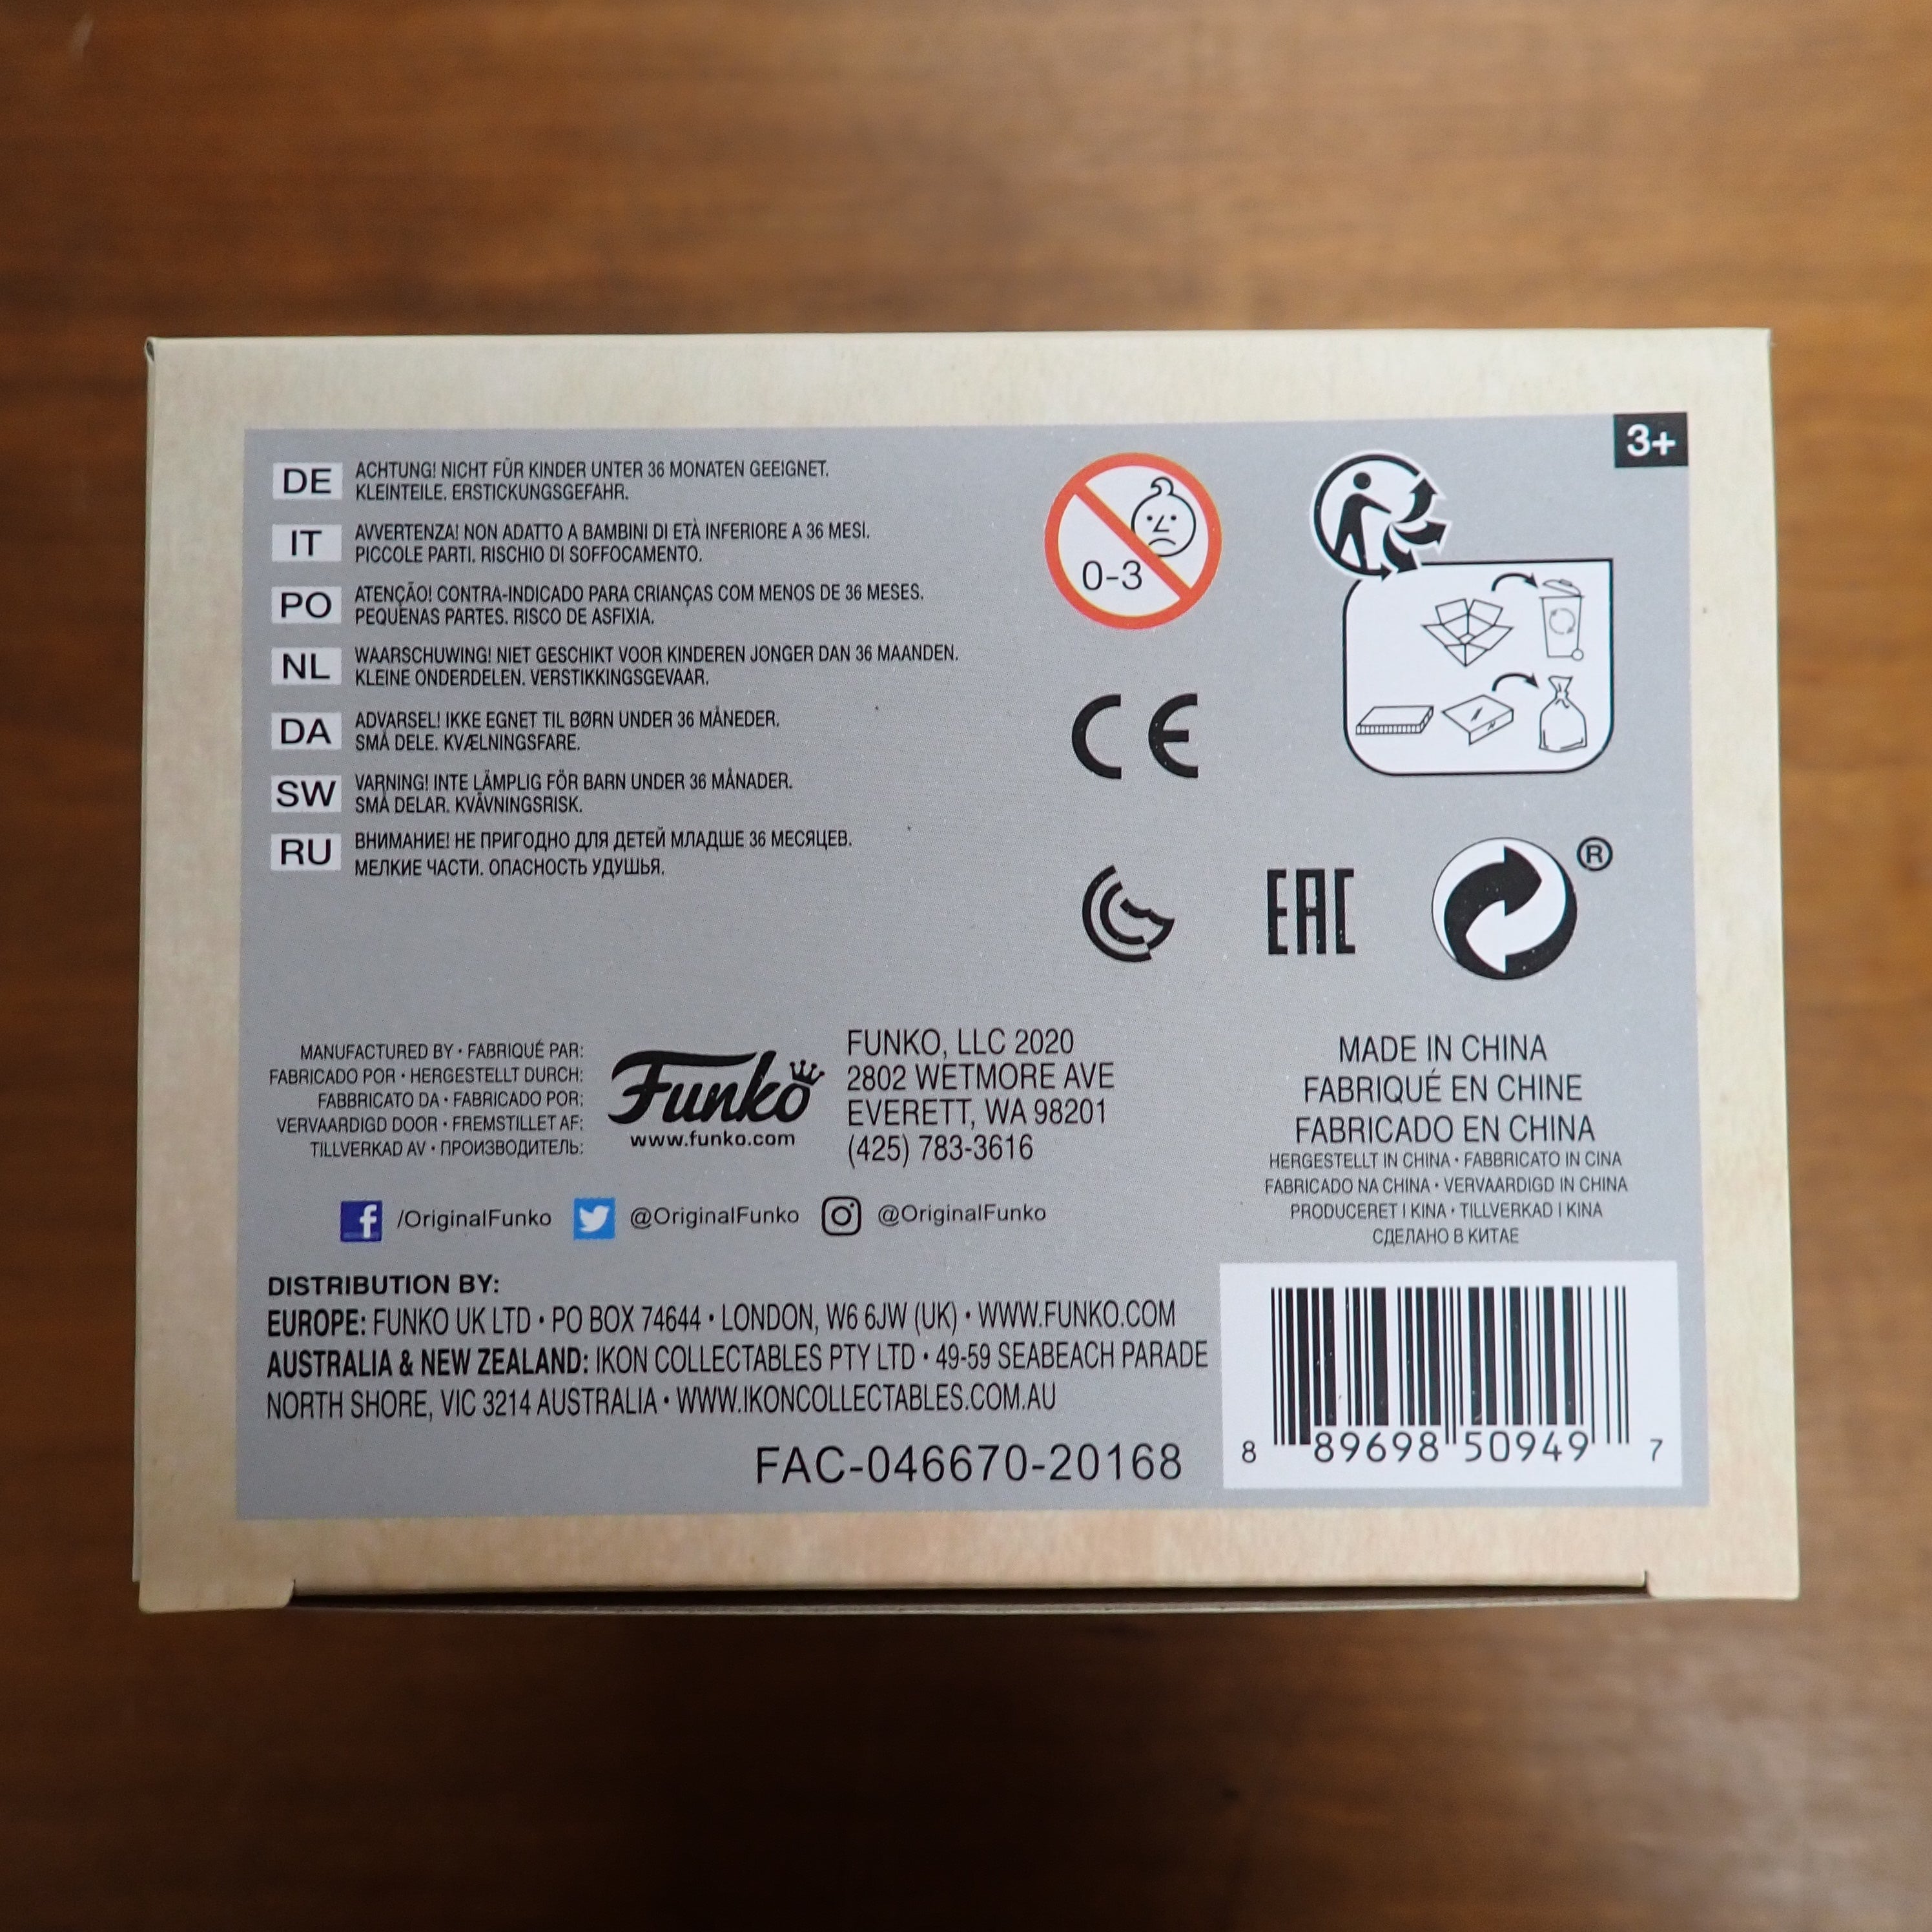 3+
DE
ACHTUNG! NICHT FÜR KINDER UNTER 36 MONATEN GEEIGNET.
KLEINTEILE. ERSTICKUNGSGEFAHR.
IT
AVVERTENZA! NON ADATTO A BAMBINI DI ETÀ INFERIORE A 36 MESI.
PICCOLE PARTI. RISCHIO DI SOFFOCAMENTO.
PO
ATENÇÃO! CONTRA-INDICADO PARA CRIANÇAS COM MENOS DE 36 MESES.
PEQUENAS PARTES. RISCO DE ASFIXIA.
NL
WAARSCHUWING! NIET GESCHIKT VOOR KINDEREN JONGER DAN 36 MAANDEN.
KLEINE ONDERDELEN. VERSTIKKINGSGEVAAR.
DA
ADVARSEL! IKKE EGNET TIL BØRN UNDER 36 MÅNEDER.
SMÅ DELE. KVÆLNINGSFARE.
SW
VARNING! INTE LÄMPLIG FÖR BARN UNDER 36 MÅNADER.
SMÅ DELAR. KVÄVNINGSRISK.
RU
ВНИМАНИЕ! НЕ ПРИГОДНО ДЛЯ ДЕТЕЙ МЛАДШЕ 36 МЕСЯЦЕВ.
МЕЛКИЕ ЧАСТИ. ОПАСНОСТЬ УДУШЬЯ.
0-3
CE
EAC
®
MANUFACTURED BY • FABRIQUÉ PAR:
FABRICADO POR • HERGESTELLT DURCH:
FABBRICATO DA • FABRICADO POR:
VERVAARDIGD DOOR • FREMSTILLET AF:
TILLVERKAD AV • ПРОИЗВОДИТЕЛЬ:
Funko
www.funko.com
FUNKO, LLC 2020
2802 WETMORE AVE
EVERETT, WA 98201
(425) 783-3616
MADE IN CHINA
FABRIQUÉ EN CHINE
FABRICADO EN CHINA
HERGESTELLT IN CHINA • FABBRICATO IN CINA
FABRICADO NA CHINA • VERVAARDIGD IN CHINA
PRODUCERET I KINA • TILLVERKAD I KINA
СДЕЛАНО В КИТАЕ
f /OriginalFunko @OriginalFunko @OriginalFunko
DISTRIBUTION BY:
EUROPE: FUNKO UK LTD • PO BOX 74644 • LONDON, W6 6JW (UK) • WWW.FUNKO.COM
AUSTRALIA & NEW ZEALAND: IKON COLLECTABLES PTY LTD • 49-59 SEABEACH PARADE
NORTH SHORE, VIC 3214 AUSTRALIA • WWW.IKONCOLLECTABLES.COM.AU
FAC-046670-20168
8 89698 50949 7